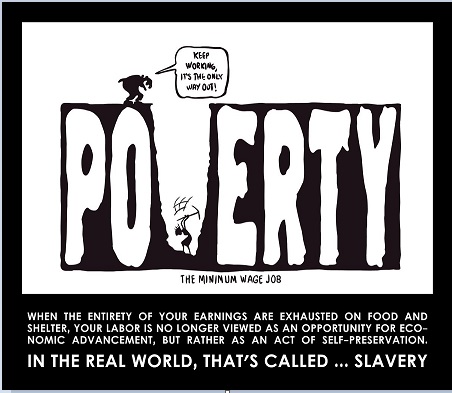 KEEP
WORKING,
IT'S THE ONLY
WAY OUT!
POVERTY
THE MININUM WAGE JOB
WHEN THE ENTIRETY OF YOUR EARNINGS ARE EXHAUSTED ON FOOD AND
SHELTER, YOUR LABOR IS NO LONGER VIEWED AS AN OPPORTUNITY FOR ECO-
NOMIC ADVANCEMENT, BUT RATHER AS AN ACT OF SELF-PRESERVATION.
IN THE REAL WORLD, THAT'S CALLED ... SLAVERY